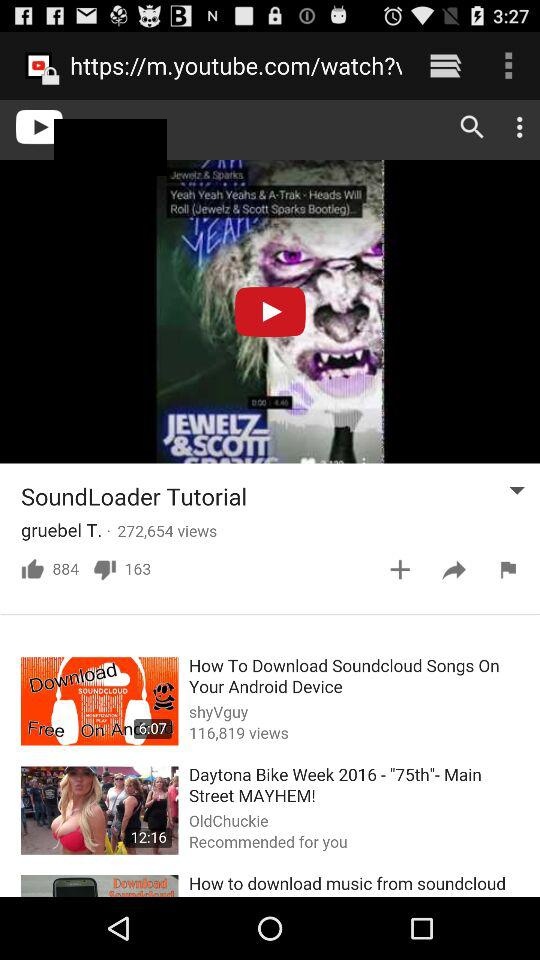 3:27
https://m.youtube.com/watch?v
Jewelz & Sparks
Yeah Yeah Yeahs & A-Trak - Heads Will
Roll (Jewelz & Scott Sparks Bootleg)...
YEAH
JEWELZ
&SCOTT
SoundLoader Tutorial
gruebel T. · 272,654 views
884 163
Download
SOUNDCLOUD
Free On Android
6:07
How To Download Soundcloud Songs On
Your Android Device
shyVguy
116,819 views
12:16
Daytona Bike Week 2016 - "75th"- Main
Street MAYHEM!
OldChuckie
Recommended for you
Download
Soundcloud
How to download music from soundcloud